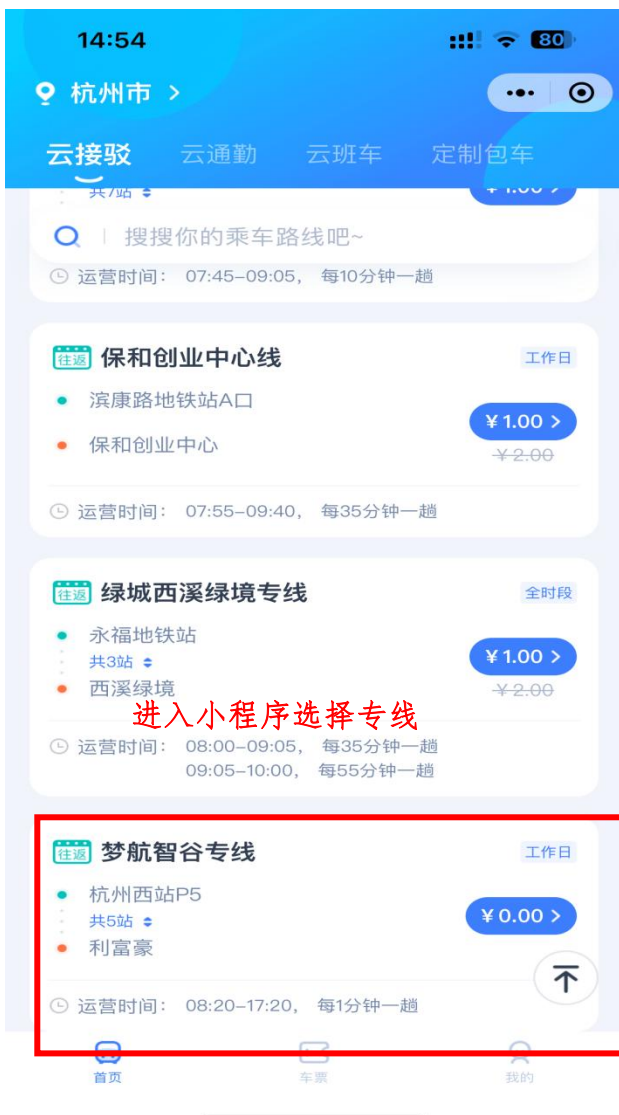 14:54
80
杭州市
云接驳 云通勤 云班车 定制包车
共7站
¥1.00
搜搜你的乘车路线吧~
运营时间： 07:45-09:05， 每10分钟一趟
往返 保和创业中心线 工作日
滨康路地铁站A口
¥1.00
保和创业中心
¥2.00
运营时间： 07:55-09:40， 每35分钟一趟
往返 绿城西溪绿境专线 全时段
永福地铁站
共3站
¥1.00
西溪绿境
¥2.00
进入小程序选择专线
运营时间： 08:00-09:05， 每35分钟一趟
09:05-10:00， 每55分钟一趟
往返 梦航智谷专线 工作日
杭州西站P5
共5站
¥0.00
利富豪
运营时间： 08:20-17:20， 每1分钟一趟
首页 车票 我的